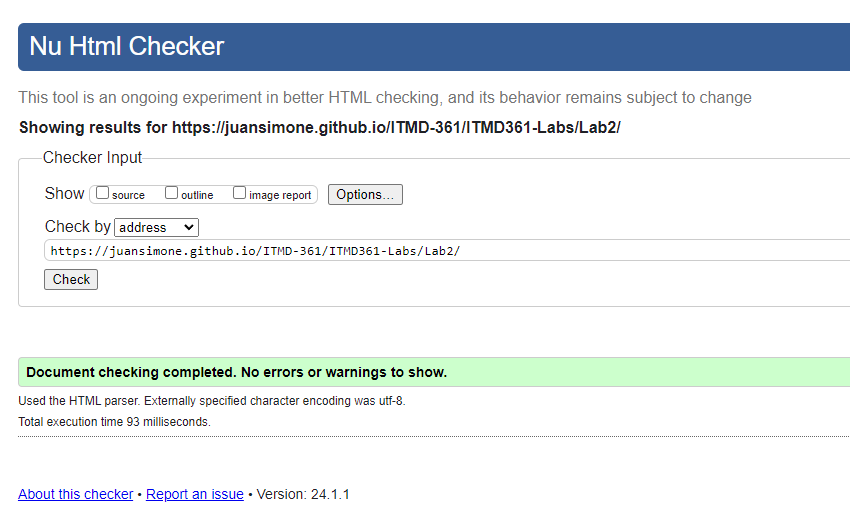 Nu Html Checker
This tool is an ongoing experiment in better HTML checking, and its behavior remains subject to change
Showing results for https://juansimone.github.io/ITMD-361/ITMD361-Labs/Lab2/
Checker Input
Show source outline image report Options...
Check by address
https://juansimone.github.io/ITMD-361/ITMD361-Labs/Lab2/
Check
Document checking completed. No errors or warnings to show.
Used the HTML parser. Externally specified character encoding was utf-8.
Total execution time 93 milliseconds.
About this checker • Report an issue • Version: 24.1.1